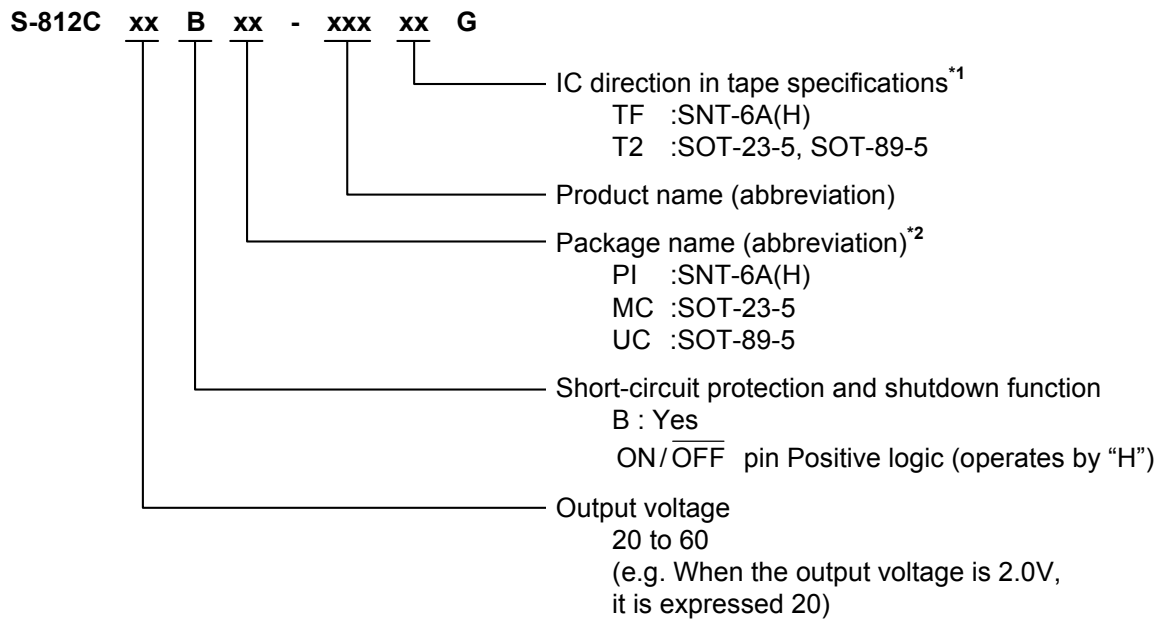 S-812C xx B xx - xxx xx G
IC direction in tape specifications*1
TF :SNT-6A(H)
T2 :SOT-23-5, SOT-89-5
Product name (abbreviation)
Package name (abbreviation)*2
PI :SNT-6A(H)
MC :SOT-23-5
UC :SOT-89-5
Short-circuit protection and shutdown function
B : Yes
ON/O̅F̅F̅ pin Positive logic (operates by “H”)
Output voltage
20 to 60
(e.g. When the output voltage is 2.0V,
it is expressed 20)